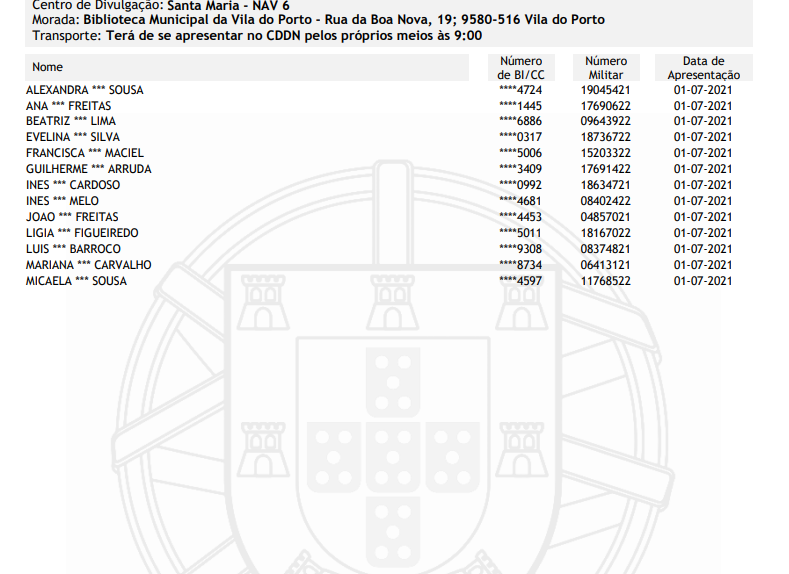 Centro de Divulgação: Santa Maria - NAV 6
Morada: Biblioteca Municipal da Vila do Porto - Rua da Boa Nova, 19; 9580-516 Vila do Porto
Transporte: Terá de se apresentar no CDDN pelos próprios meios às 9:00
Nome Número de BI/CC Número Militar Data de Apresentação
ALEXANDRA *** SOUSA ****4724 19045421 01-07-2021
ANA *** FREITAS ****1445 17690622 01-07-2021
BEATRIZ *** LIMA ****6886 09643922 01-07-2021
EVELINA *** SILVA ****0317 18736722 01-07-2021
FRANCISCA *** MACIEL ****5006 15203322 01-07-2021
GUILHERME *** ARRUDA ****3409 17691422 01-07-2021
INES *** CARDOSO ****0992 18634721 01-07-2021
INES *** MELO ****4681 08402422 01-07-2021
JOAO *** FREITAS ****4453 04857021 01-07-2021
LIGIA *** FIGUEIREDO ****5011 18167022 01-07-2021
LUIS *** BARROCO ****9308 08374821 01-07-2021
MARIANA *** CARVALHO ****8734 06413121 01-07-2021
MICAELA *** SOUSA ****4597 11768522 01-07-2021